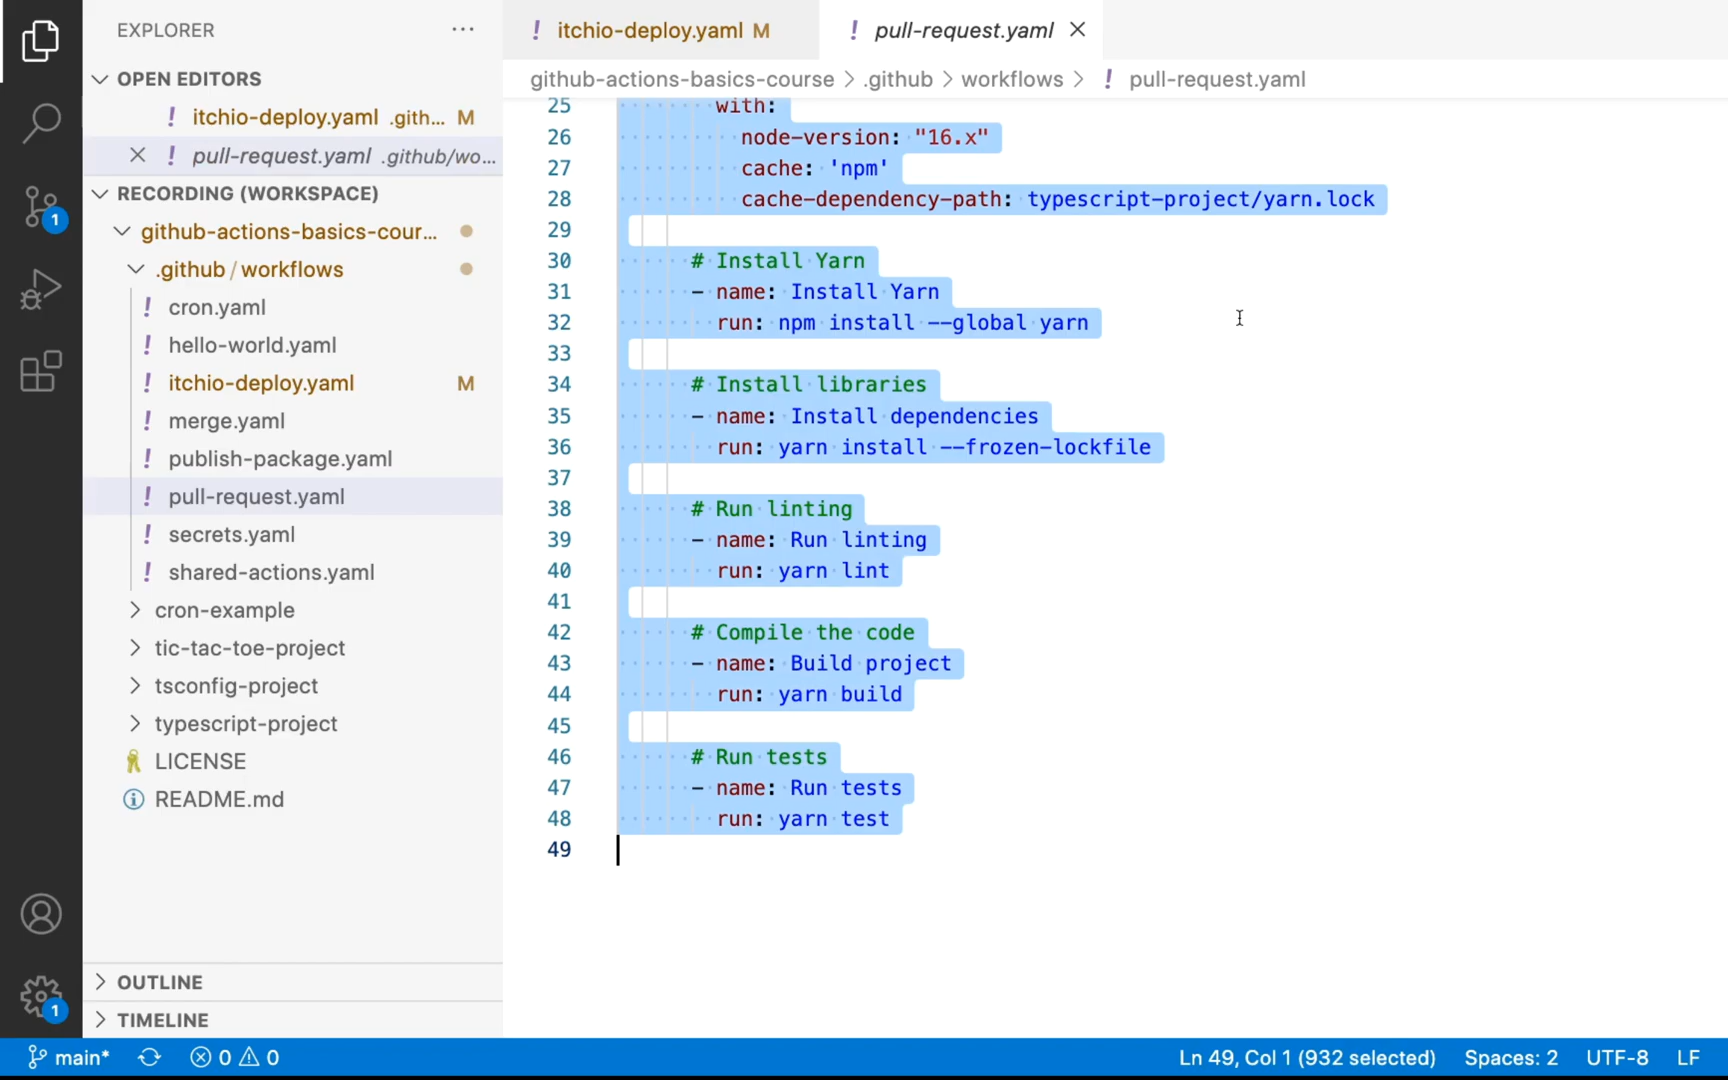 EXPLORER
OPEN EDITORS
itchio-deploy.yaml .gith... M
pull-request.yaml .github/wo...
RECORDING (WORKSPACE)
github-actions-basics-cour...
.github / workflows
cron.yaml
hello-world.yaml
itchio-deploy.yaml M
merge.yaml
publish-package.yaml
pull-request.yaml
secrets.yaml
shared-actions.yaml
cron-example
tic-tac-toe-project
tsconfig-project
typescript-project
LICENSE
README.md
OUTLINE
TIMELINE
1
1
! itchio-deploy.yaml M
! pull-request.yaml
github-actions-basics-course > .github > workflows > ! pull-request.yaml
25 with:
26 node-version: "16.x"
27 cache: 'npm'
28 cache-dependency-path: typescript-project/yarn.lock
29
30 # Install Yarn
31 - name: Install Yarn
32 run: npm install --global yarn
33
34 # Install libraries
35 - name: Install dependencies
36 run: yarn install --frozen-lockfile
37
38 # Run linting
39 - name: Run linting
40 run: yarn lint
41
42 # Compile the code
43 - name: Build project
44 run: yarn build
45
46 # Run tests
47 - name: Run tests
48 run: yarn test
49
main* 0 0 Ln 49, Col 1 (932 selected) Spaces: 2 UTF-8 LF